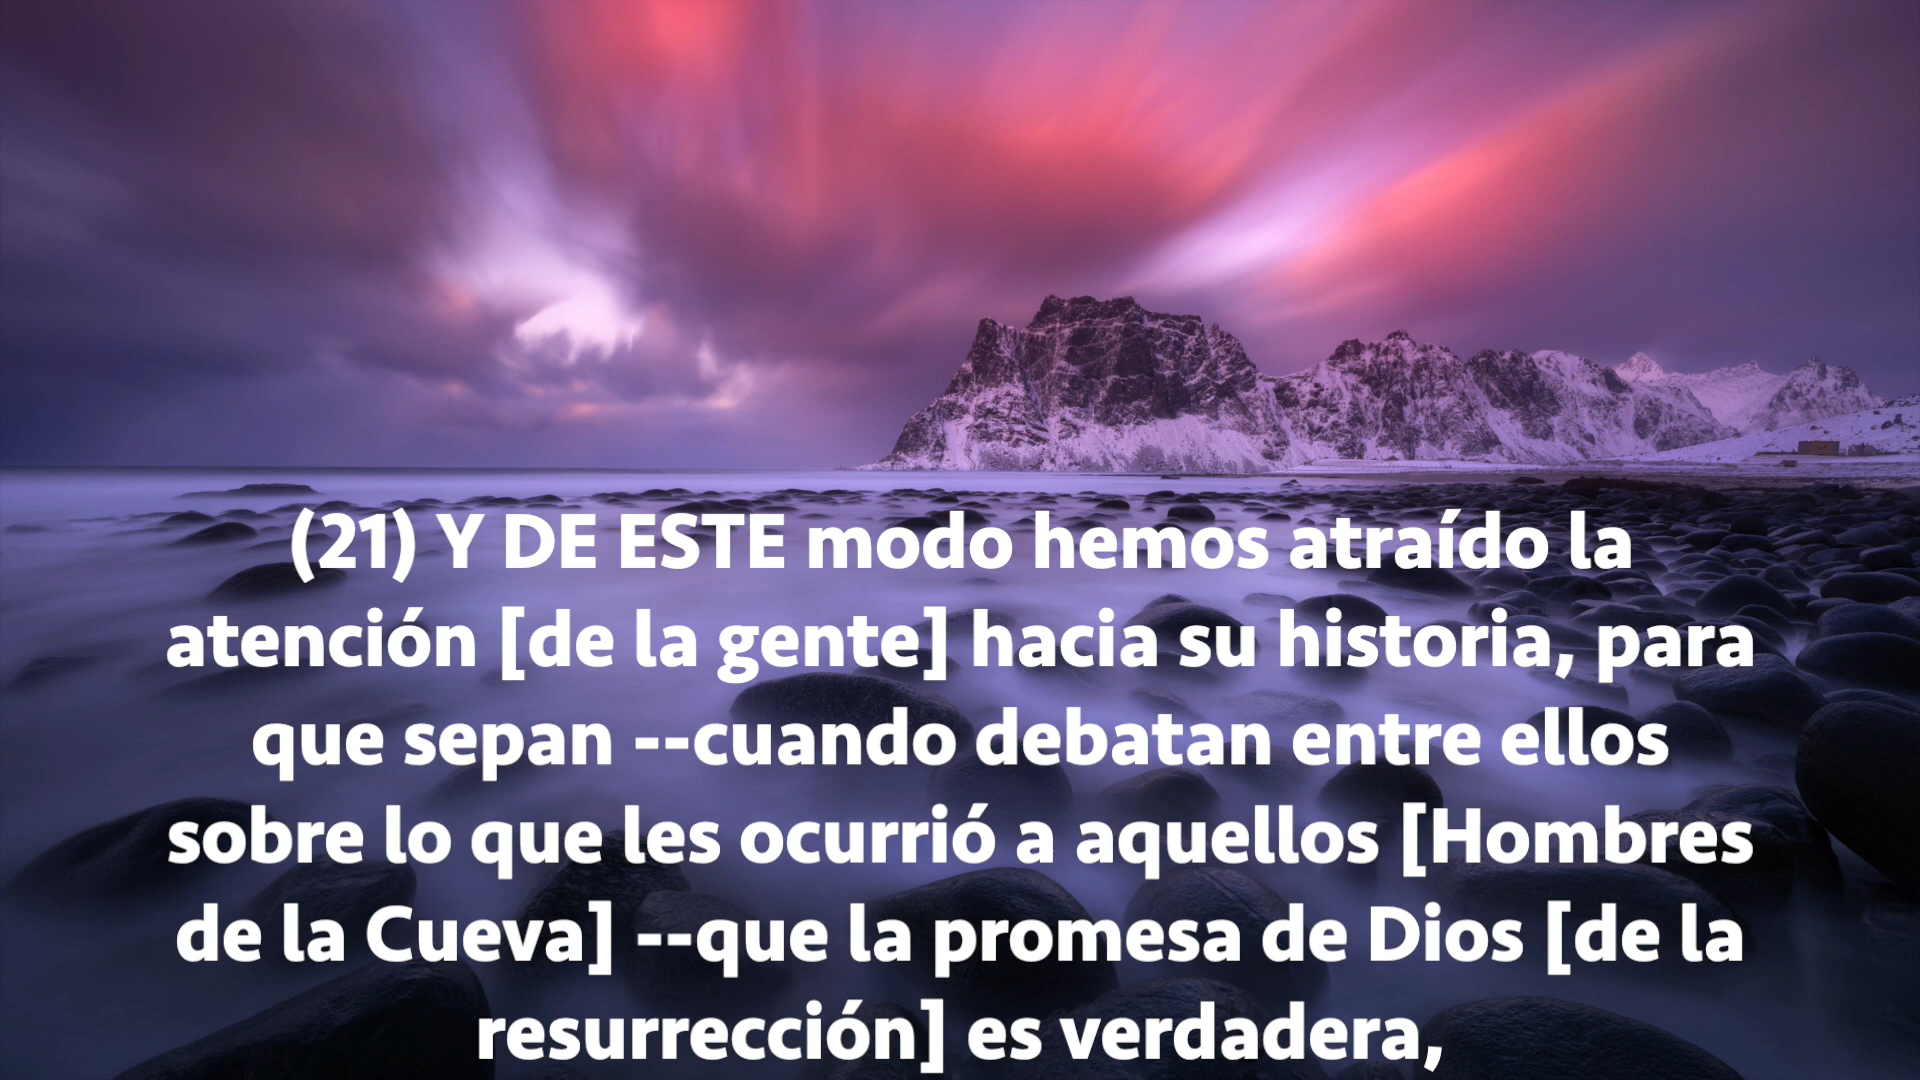 (21) Y DE ESTE modo hemos atraído la
atención [de la gente] hacia su historia, para
que sepan --cuando debatan entre ellos
sobre lo que les ocurrió a aquellos [Hombres
de la Cueva] --que la promesa de Dios [de la
resurrección] es verdadera,